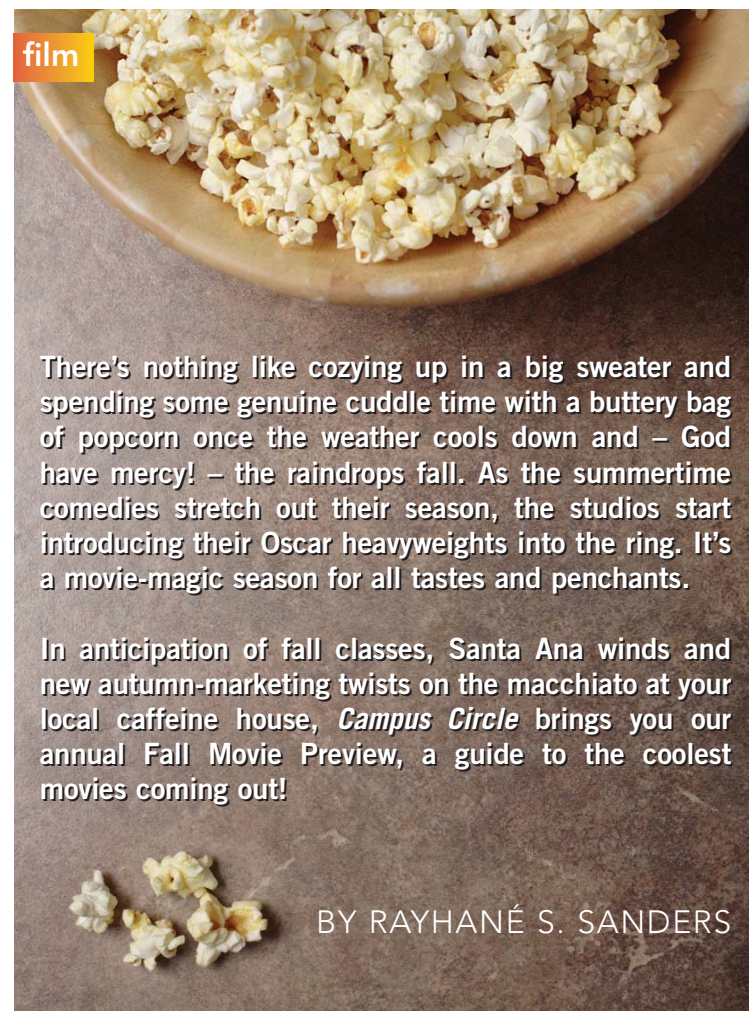 film
There's nothing like cozying up in a big sweater and
spending some genuine cuddle time with a buttery bag
of popcorn once the weather cools down and – God
have mercy! – the raindrops fall. As the summertime
comedies stretch out their season, the studios start
introducing their Oscar heavyweights into the ring. It's
a movie-magic season for all tastes and penchants.
In anticipation of fall classes, Santa Ana winds and
new autumn-marketing twists on the macchiato at your
local caffeine house, Campus Circle brings you our
annual Fall Movie Preview, a guide to the coolest
movies coming out!
BY RAYHANÉ S. SANDERS